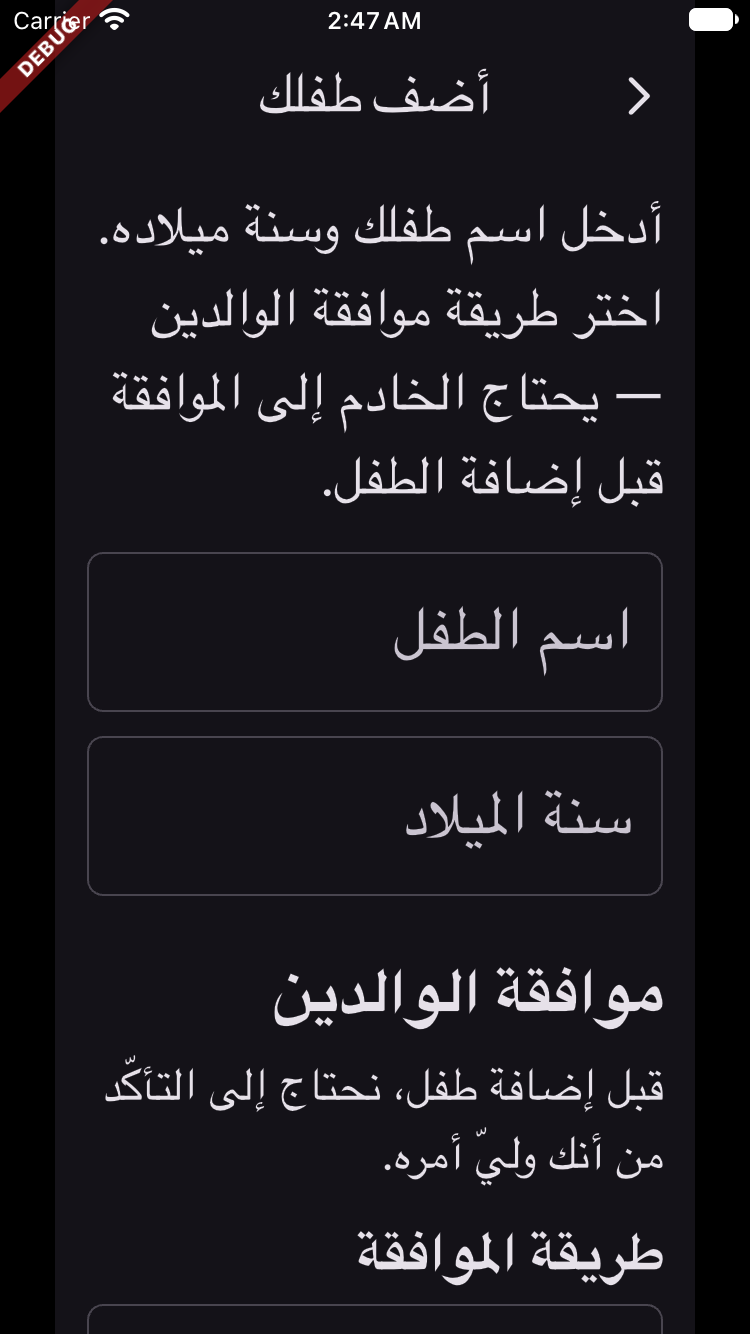 Carrier 2:47 AM
DEBUG
أضف طفلك
أدخل اسم طفلك وسنة ميلاده.
اختر طريقة موافقة الوالدين
— يحتاج الخادم إلى الموافقة
قبل إضافة الطفل.
اسم الطفل
سنة الميلاد
موافقة الوالدين
قبل إضافة طفل، نحتاج إلى التأكّد
من أنك وليّ أمره.
طريقة الموافقة